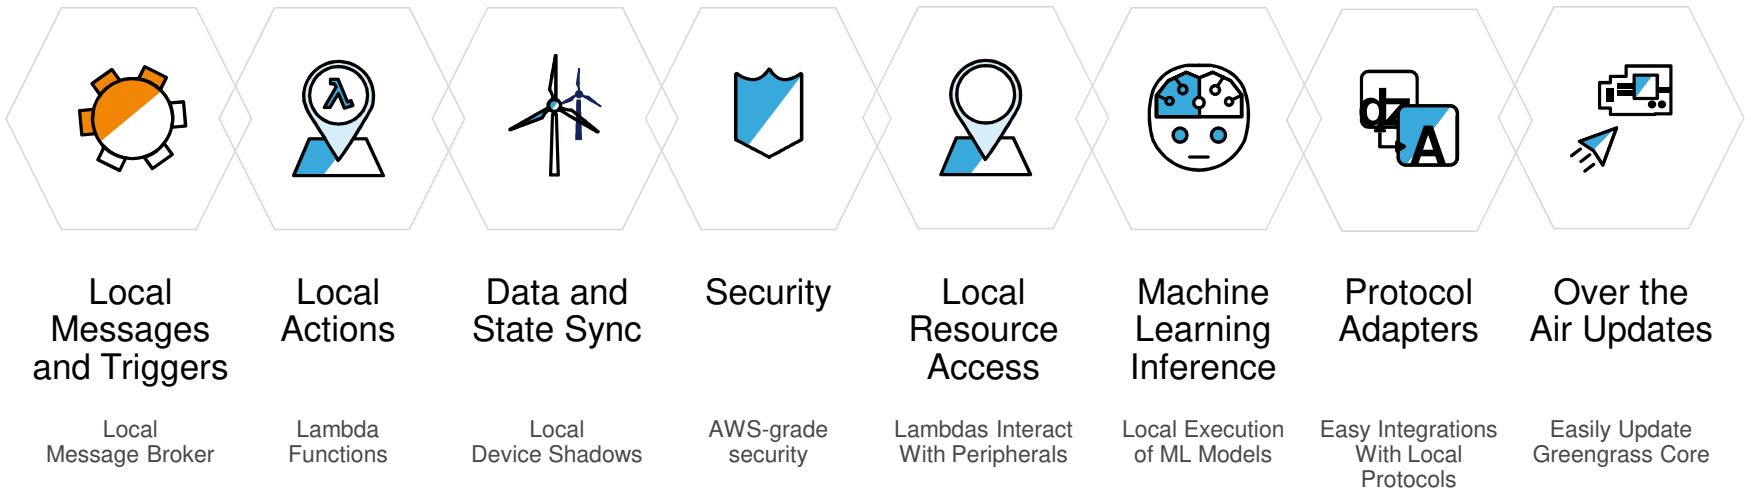 λ
ʤ
A
Local
Messages
and Triggers
Local
Message Broker
Local
Actions
Lambda
Functions
Data and
State Sync
Local
Device Shadows
Security
AWS-grade
security
Local
Resource
Access
Lambdas Interact
With Peripherals
Machine
Learning
Inference
Local Execution
of ML Models
Protocol
Adapters
Easy Integrations
With Local
Protocols
Over the
Air Updates
Easily Update
Greengrass Core